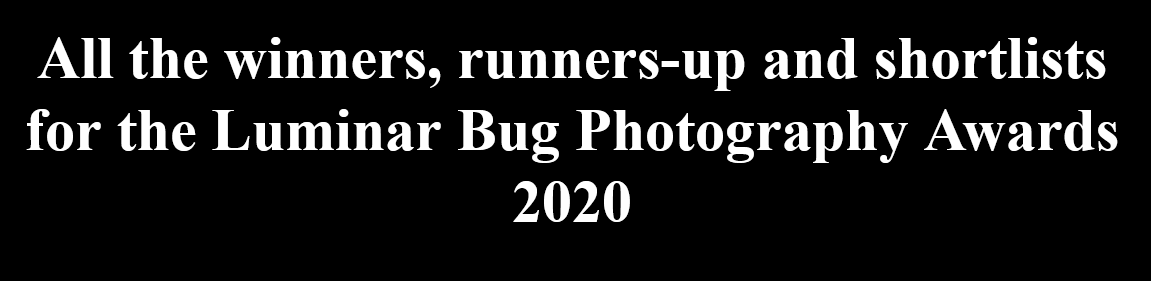 All the winners, runners-up and shortlists
for the Luminar Bug Photography Awards
2020